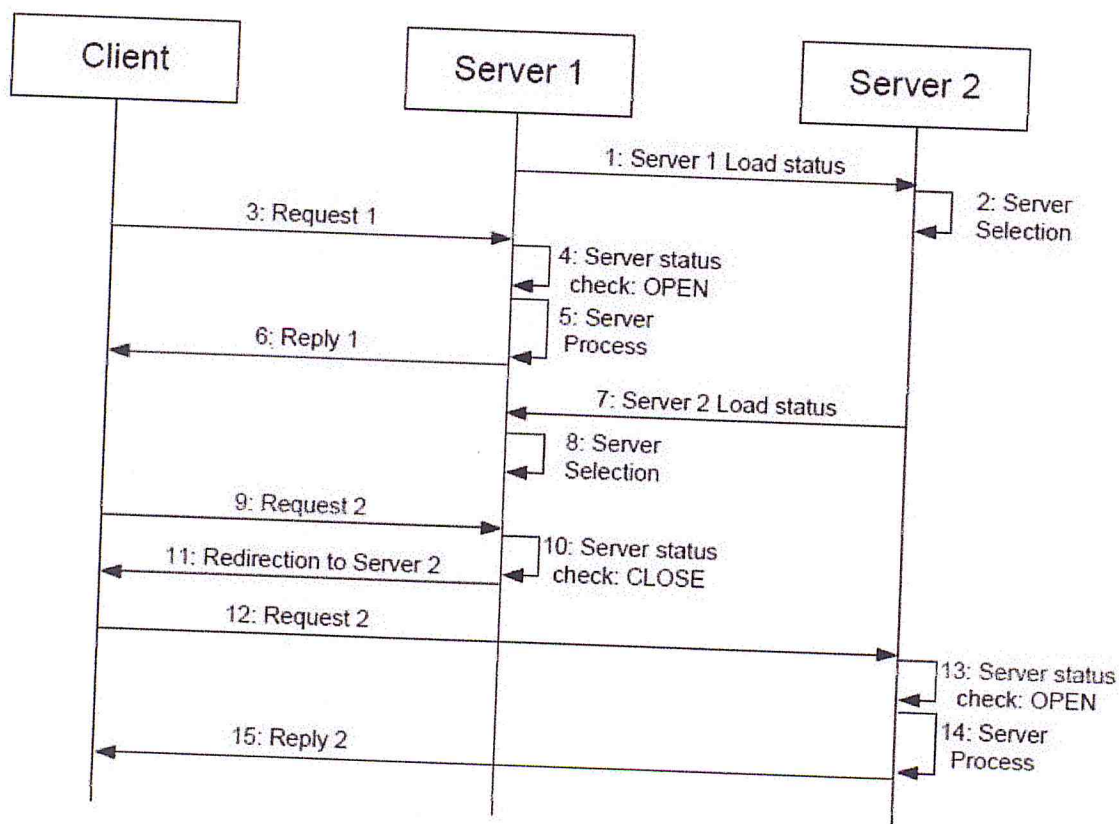 Client
Server 1
Server 2
1: Server 1 Load status
2: Server
Selection
3: Request 1
4: Server status
check: OPEN
5: Server
Process
6: Reply 1
7: Server 2 Load status
8: Server
Selection
9: Request 2
10: Server status
check: CLOSE
11: Redirection to Server 2
12: Request 2
13: Server status
check: OPEN
14: Server
Process
15: Reply 2